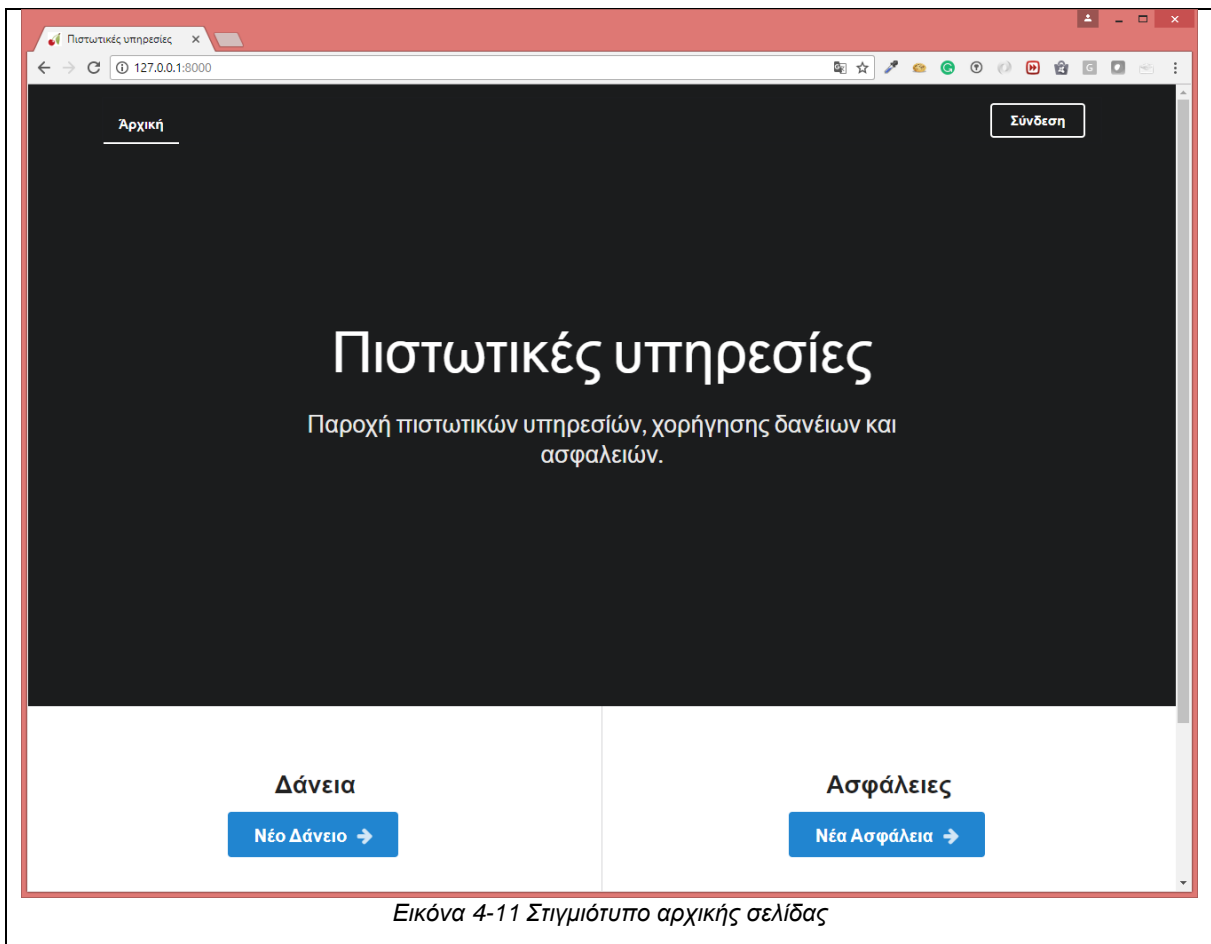 Πιστωτικές υπηρεσίες
127.0.0.1:8000
Άρχική
Σύνδεση
Πιστωτικές υπηρεσίες
Παροχή πιστωτικών υπηρεσίών, χορήγησης δανέιων και
ασφαλειών.
Δάνεια
Ασφάλειες
Νέο Δάνειο
Νέα Ασφάλεια
Εικόνα 4-11 Στιγμιότυπο αρχικής σελίδας